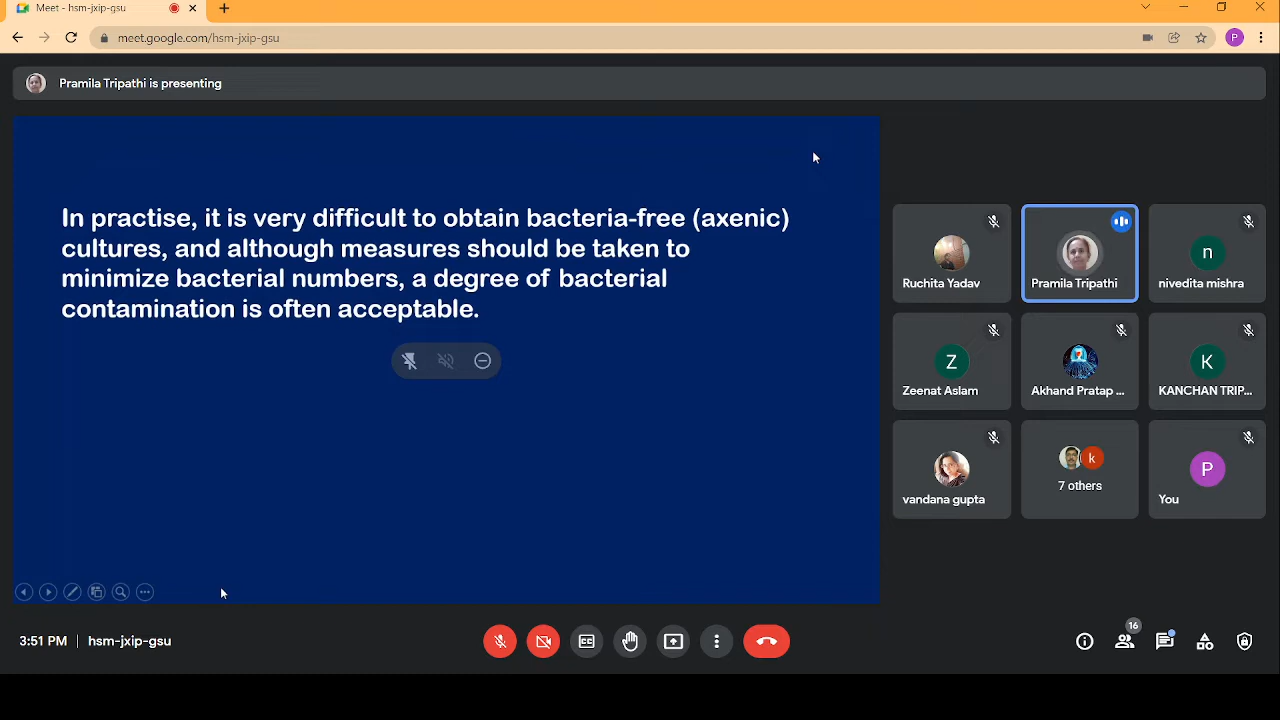 Meet - hsm-jxip-gsu
meet.google.com/hsm-jxip-gsu
P
Pramila Tripathi is presenting
In practise, it is very difficult to obtain bacteria-free (axenic)
cultures, and although measures should be taken to
minimize bacterial numbers, a degree of bacterial
contamination is often acceptable.
Ruchita Yadav
Pramila Tripathi
n
nivedita mishra
Z
Zeenat Aslam
Akhand Pratap ...
K
KANCHAN TRIP...
vandana gupta
k
7 others
P
You
3:51 PM | hsm-jxip-gsu
CC
16